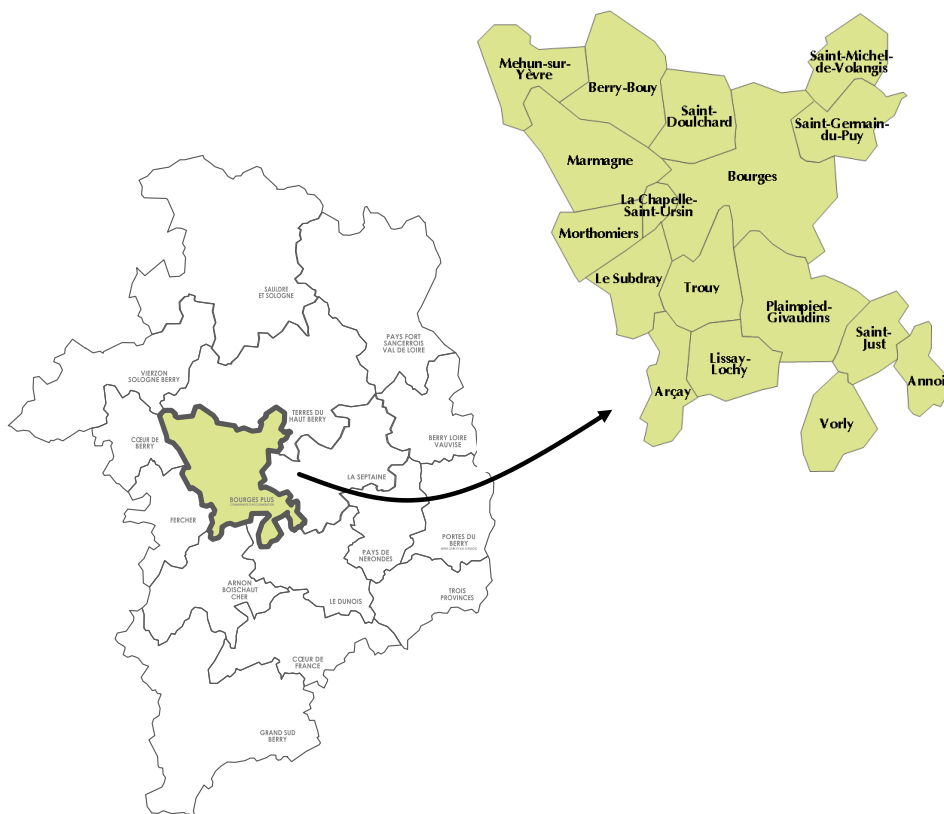 Mehun-sur-
Yèvre
Berry-Bouy
Saint-
Doulchard
Saint-Michel-
de-Volangis
Saint-Germain-
du-Puy
Marmagne
Bourges
La Chapelle-
Saint-Ursin
Morthomiers
Le Subdray
Trouy
Plaimpied-
Givaudins
Saint-
Just
Lissay-
Lochy
Arçay
Annoi
Vorly
SAULDRE
ET SOLOGNE
PAYS FORT
SANCERROIS
VAL DE LOIRE
VIERZON
SOLOGNE BERRY
TERRES DU
HAUT BERRY
CŒUR DE
BERRY
BERRY LOIRE
VAUVISE
LA SEPTAINE
BOURGES PLUS
FERCHER
PORTES DU
BERRY
PAYS DE
NERONDES
ARNON
BOISCHAUT
CHER
LE DUNOIS
TROIS
PROVINCES
CŒUR DE
FRANCE
GRAND SUD
BERRY